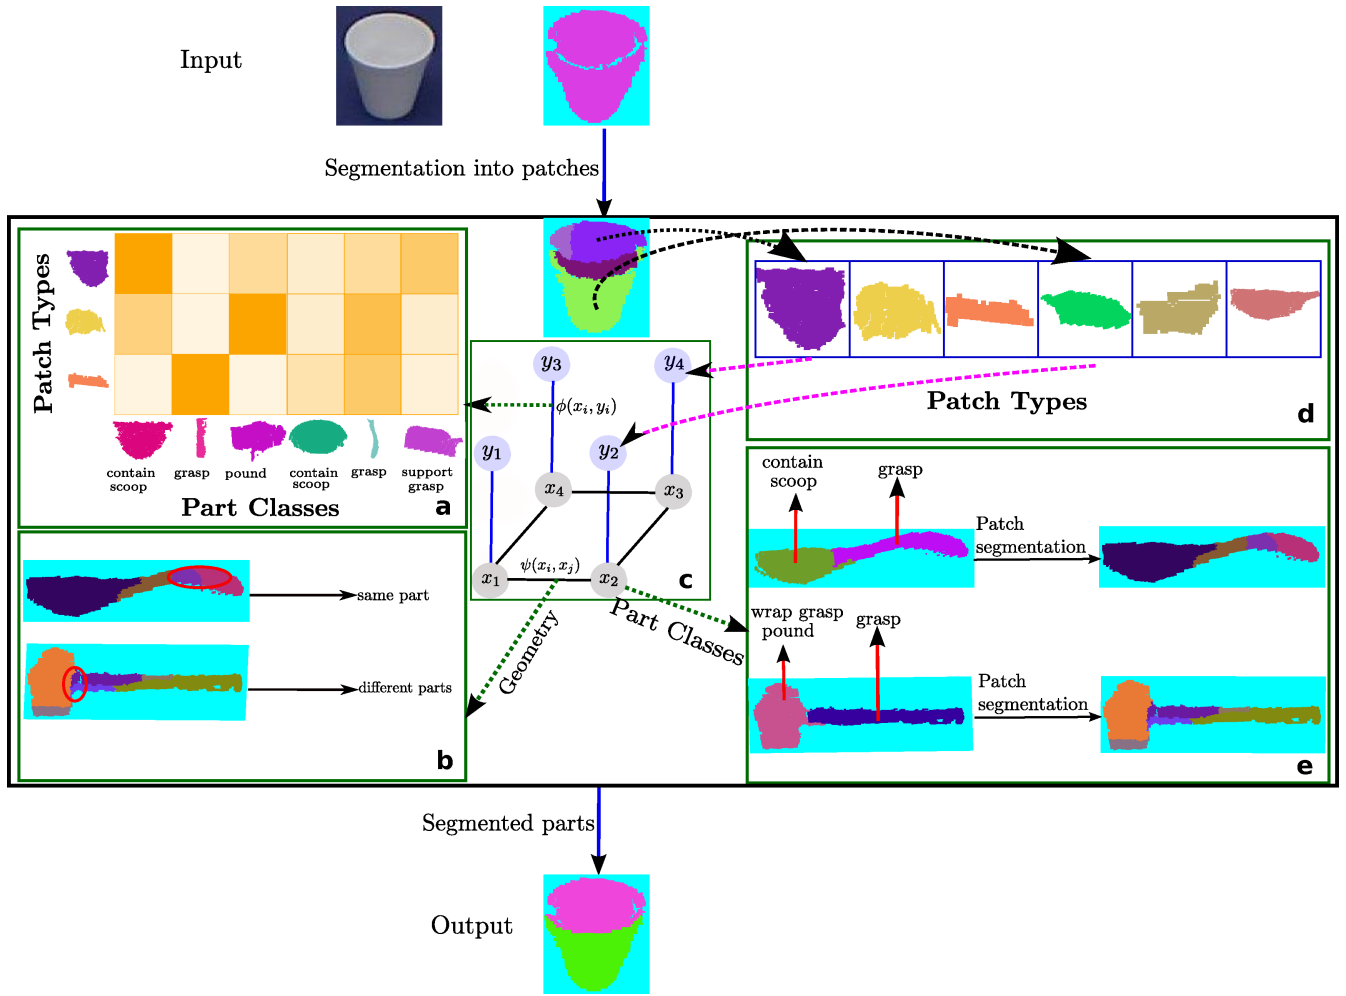 Input
Segmentation into patches
Patch Types
contain
scoop
grasp
pound
contain
scoop
grasp
support
grasp
Part Classes
a
y3
y4
ϕ(xi, yi)
y1
y2
x4
x3
ψ(xi, xj)
x1
x2
c
Patch Types
d
same part
different parts
b
Geometry
Part Classes
contain
scoop
grasp
Patch
segmentation
wrap grasp
pound
grasp
Patch
segmentation
e
Segmented parts
Output